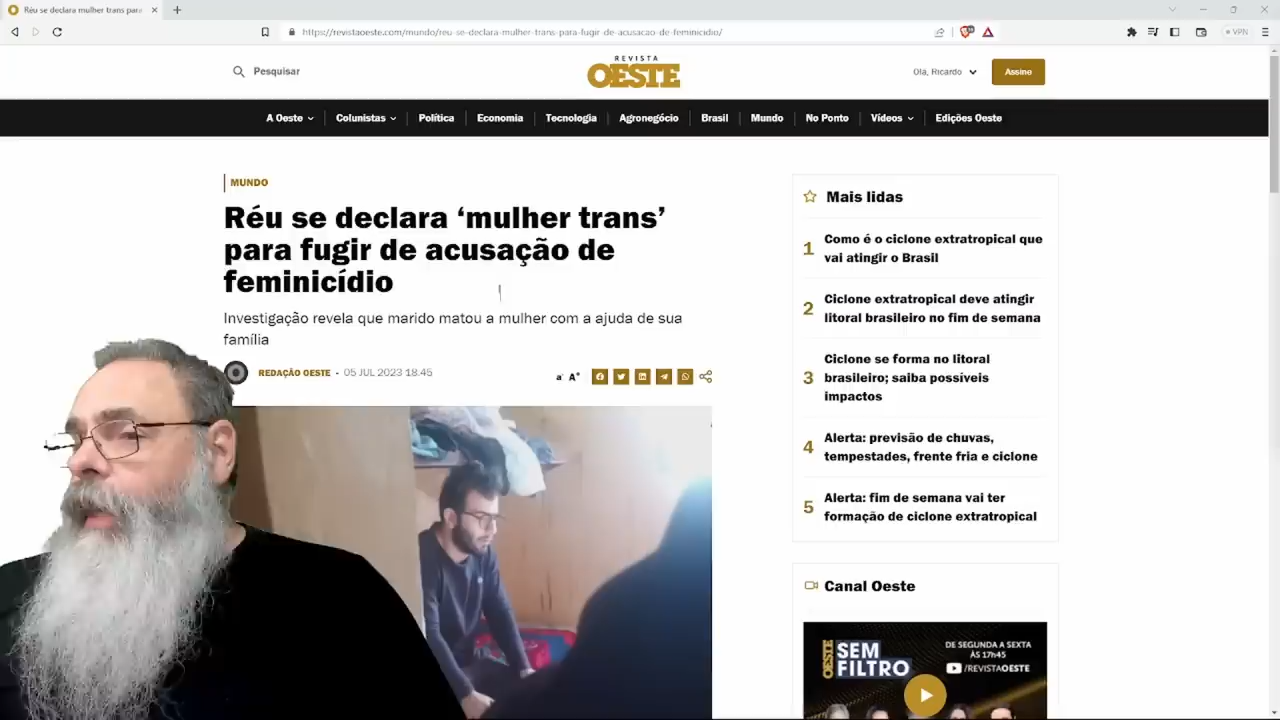 Réu se declara mulher trans para
https://revistaoeste.com/mundo/reu-se-declara-mulher-trans-para-fugir-de-acusacao-de-feminicidio/
VPN
Pesquisar
REVISTA
OESTE
Olá, Ricardo
Assine
A Oeste
Colunistas
Política
Economia
Tecnologia
Agronegócio
Brasil
Mundo
No Ponto
Vídeos
Edições Oeste
MUNDO
Réu se declara ‘mulher trans’
para fugir de acusação de
feminicídio
Investigação revela que marido matou a mulher com a ajuda de sua
família
REDAÇÃO OESTE - 05 JUL 2023 18:45
a- A+
Mais lidas
1 Como é o ciclone extratropical que
vai atingir o Brasil
2 Ciclone extratropical deve atingir
litoral brasileiro no fim de semana
3 Ciclone se forma no litoral
brasileiro; saiba possíveis
impactos
4 Alerta: previsão de chuvas,
tempestades, frente fria e ciclone
5 Alerta: fim de semana vai ter
formação de ciclone extratropical
Canal Oeste
OESTE
SEM
FILTRO
DE SEGUNDA A SEXTA
ÀS 17h45
/REVISTAOESTE